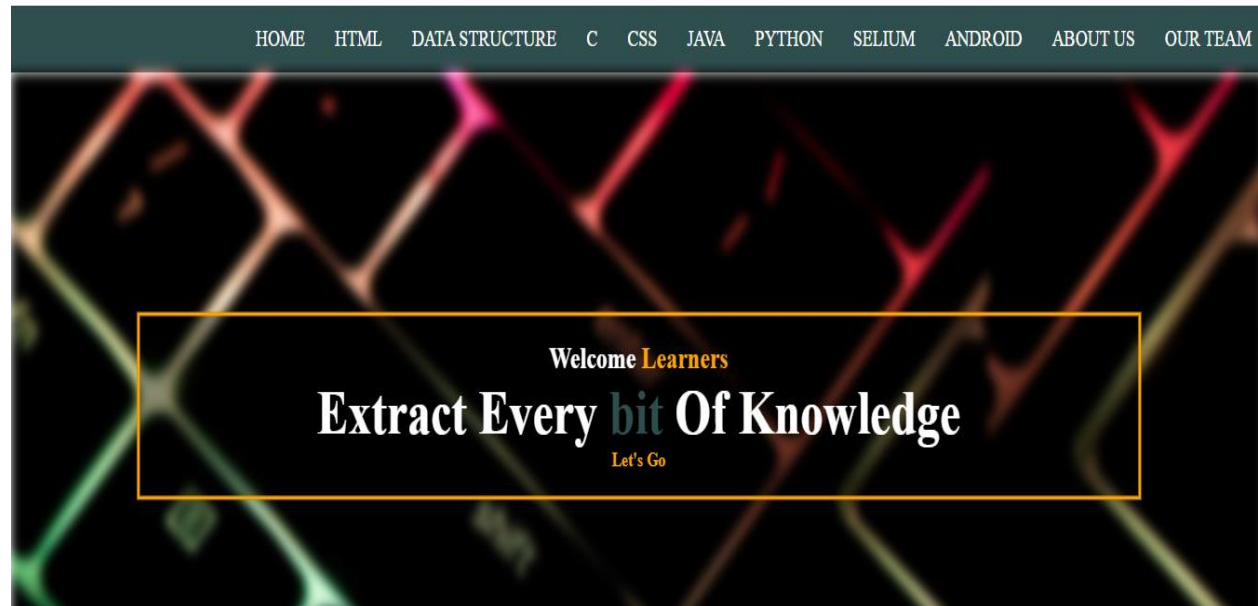 HOME HTML DATA STRUCTURE C CSS JAVA PYTHON SELIUM ANDROID ABOUT US OUR TEAM
Welcome Learners
Extract Every bit Of Knowledge
Let's Go
shift